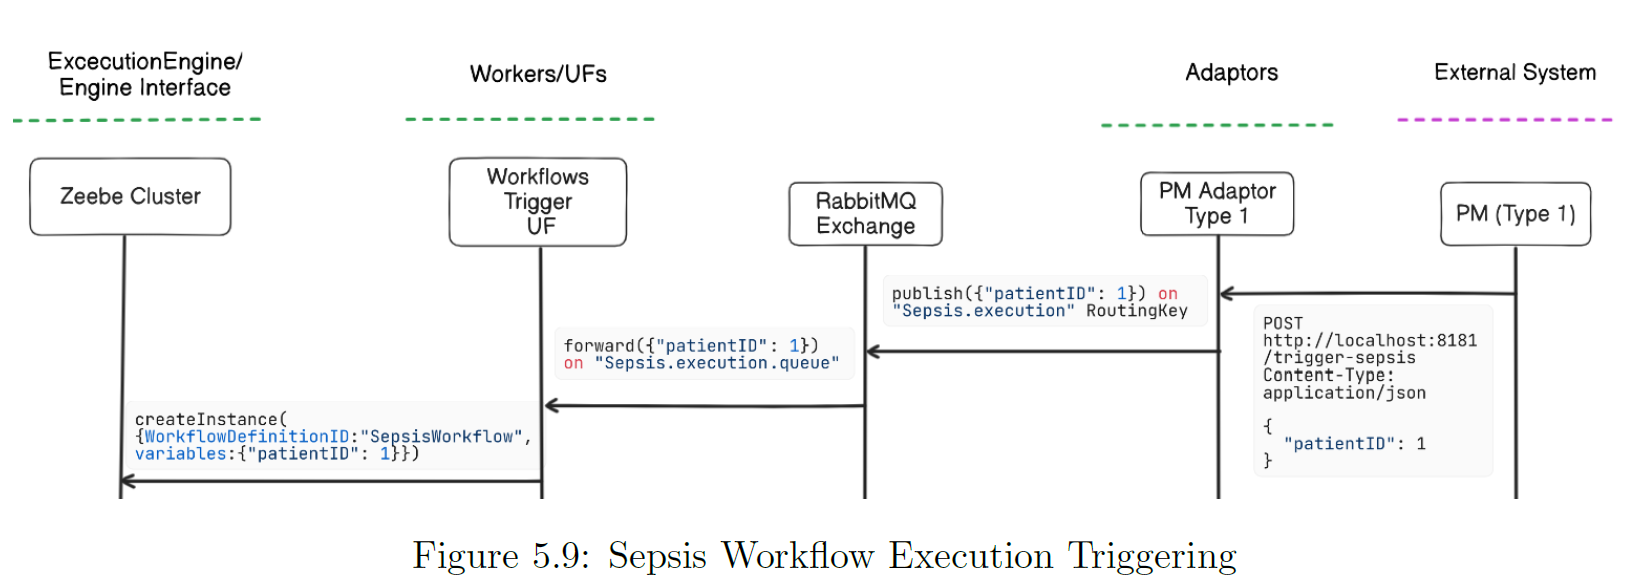 ExcecutionEngine/
Engine Interface
Workers/UFs
Adaptors
External System
Zeebe Cluster
Workflows
Trigger
UF
RabbitMQ
Exchange
PM Adaptor
Type 1
PM (Type 1)
publish({"patientID": 1}) on
"Sepsis.execution" RoutingKey
POST
http://localhost:8181
/trigger-sepsis
Content-Type:
application/json
{
"patientID": 1
}
forward({"patientID": 1})
on "Sepsis.execution.queue"
createInstance(
{WorkflowDefinitionID:"SepsisWorkflow",
variables:{"patientID": 1}})
Figure 5.9: Sepsis Workflow Execution Triggering